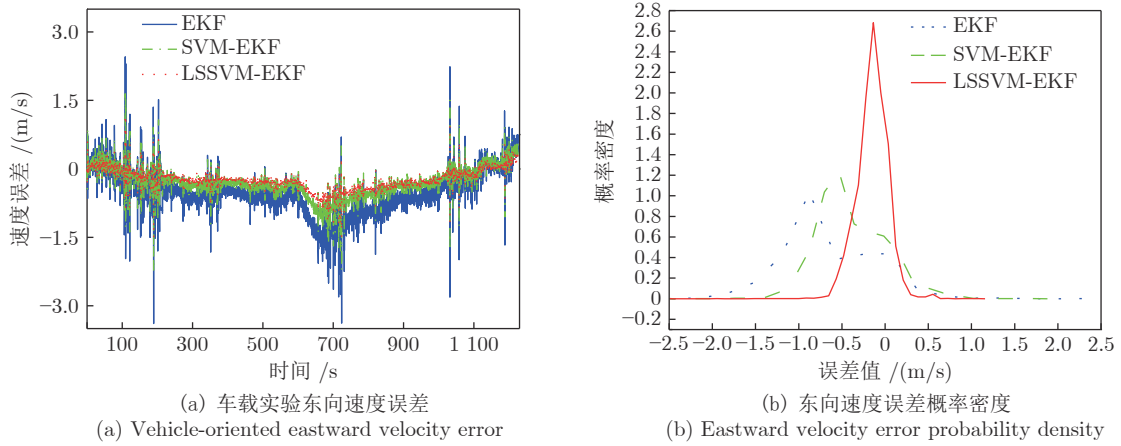 3.0
1.5
0
−1.5
−3.0
速度误差 /(m/s)
EKF
SVM-EKF
LSSVM-EKF
100 300 500 700 900 1 100
时间 /s
(a) 车载实验东向速度误差
(a) Vehicle-oriented eastward velocity error
2.8
2.6
2.4
2.2
2.0
1.8
1.6
1.4
1.2
1.0
0.8
0.6
0.4
0.2
0
−0.2
概率密度
EKF
SVM-EKF
LSSVM-EKF
−2.5 −2.0 −1.5 −1.0 −0.5 0 0.5 1.0 1.5 2.0 2.5
误差值 /(m/s)
(b) 东向速度误差概率密度
(b) Eastward velocity error probability density